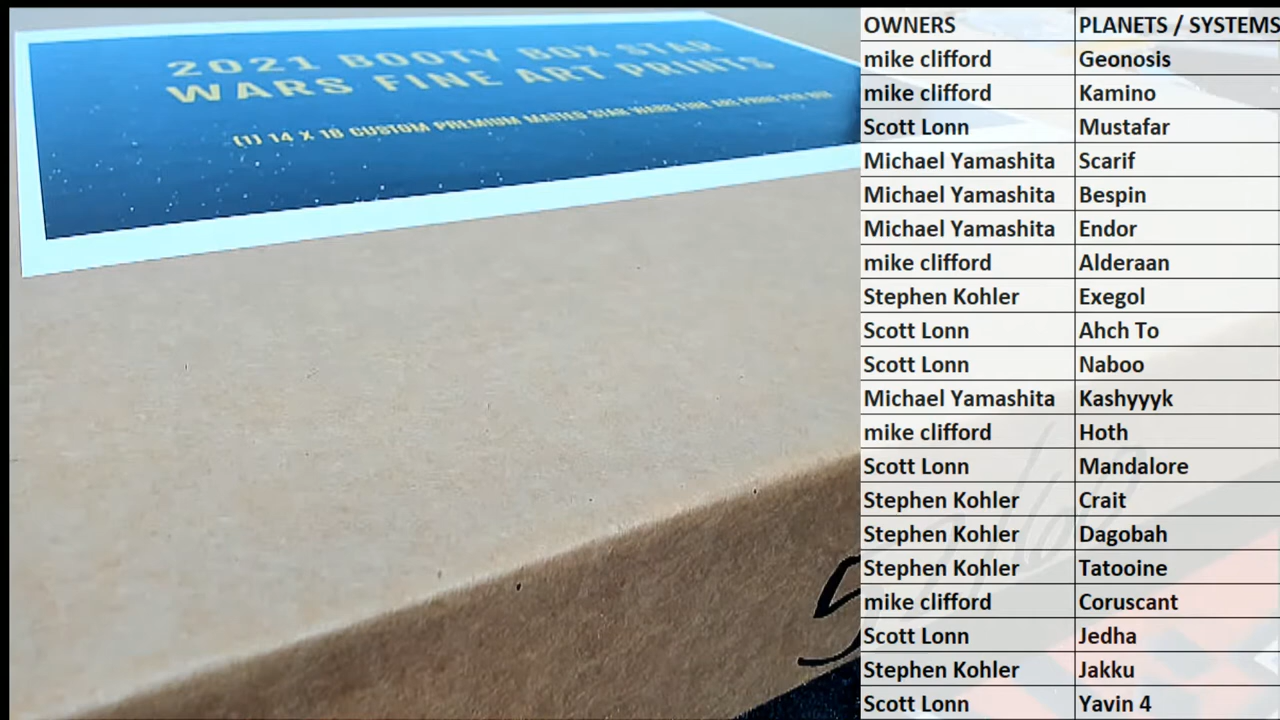 2021 BOOTY BOX STAR
WARS FINE ART PRINTS
(1) 14 X 18 CUSTOM PREMIUM MATTED STAR WARS FINE ART PRINT PER BOX
OWNERS PLANETS / SYSTEMS
mike clifford Geonosis
mike clifford Kamino
Scott Lonn Mustafar
Michael Yamashita Scarif
Michael Yamashita Bespin
Michael Yamashita Endor
mike clifford Alderaan
Stephen Kohler Exegol
Scott Lonn Ahch To
Scott Lonn Naboo
Michael Yamashita Kashyyyk
mike clifford Hoth
Scott Lonn Mandalore
Stephen Kohler Crait
Stephen Kohler Dagobah
Stephen Kohler Tatooine
mike clifford Coruscant
Scott Lonn Jedha
Stephen Kohler Jakku
Scott Lonn Yavin 4